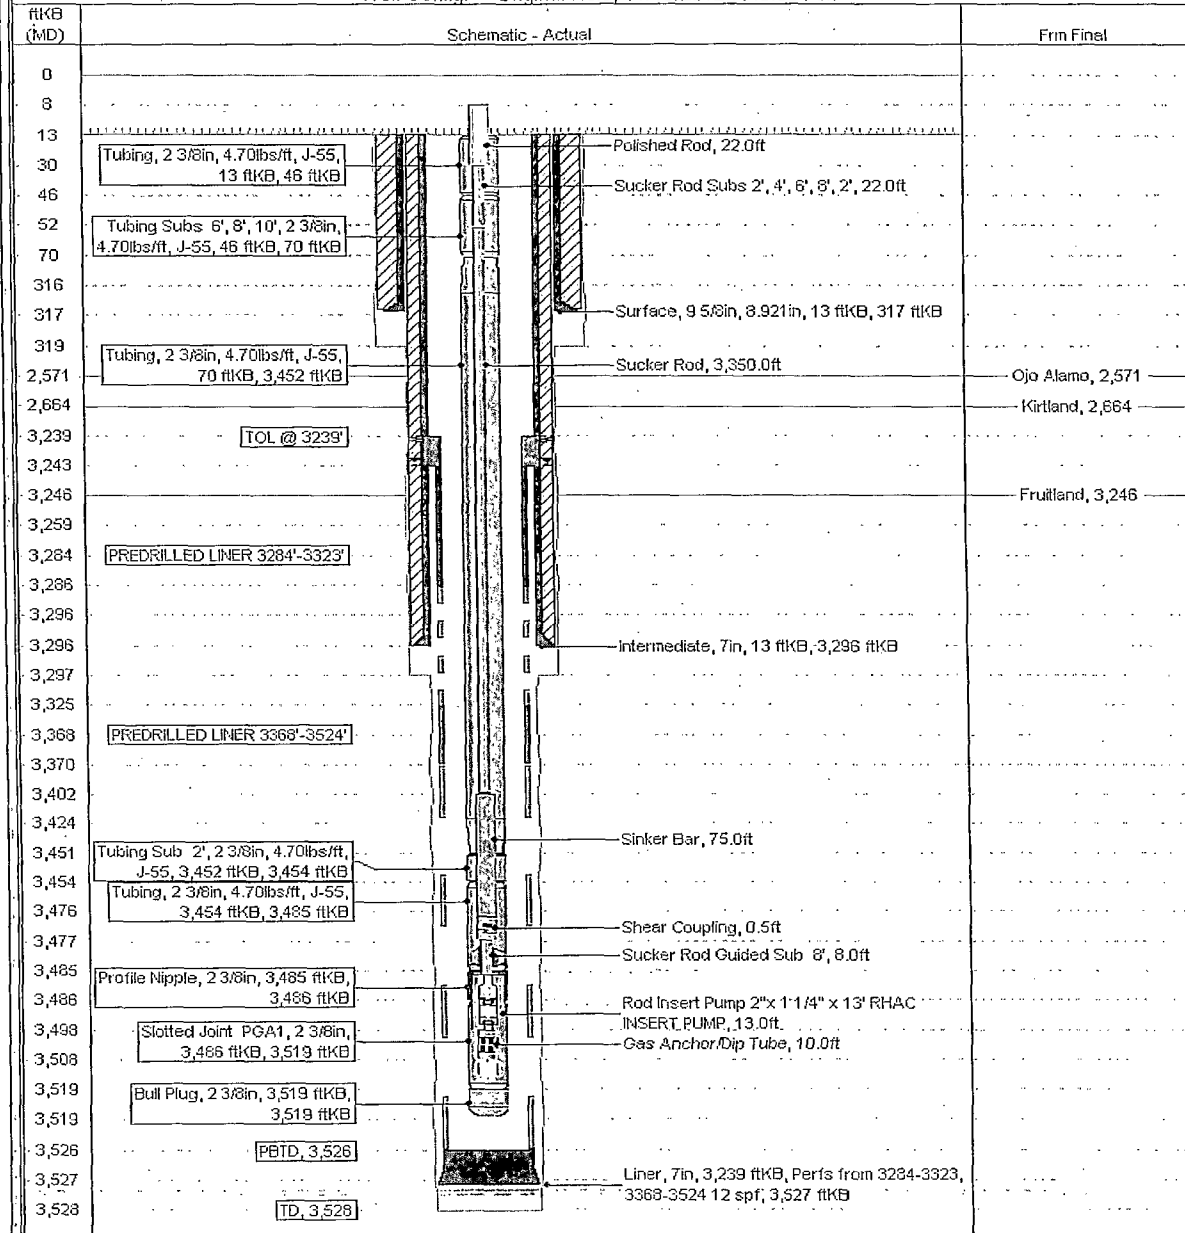 ftKB
(MD)
Schematic - Actual
Frm Final
0
8
13
Polished Rod, 22.0ft
Tubing, 2 3/8in, 4.70lbs/ft, J-55,
13 ftKB, 46 ftKB
30
Sucker Rod Subs 2', 4', 6', 8', 2', 22.0ft
46
52
Tubing Subs 6', 8', 10', 2 3/8in,
4.70lbs/ft, J-55, 46 ftKB, 70 ftKB
70
316
317
Surface, 9 5/8in, 8.921in, 13 ftKB, 317 ftKB
319
Tubing, 2 3/8in, 4.70lbs/ft, J-55,
70 ftKB, 3,452 ftKB
Sucker Rod, 3,350.0ft
2,571
Ojo Alamo, 2,571
2,664
Kirtland, 2,664
3,239
TOL @ 3239'
3,243
3,246
Fruitland, 3,246
3,259
3,284
PREDRILLED LINER 3284'-3323'
3,286
3,296
3,296
Intermediate, 7in, 13 ftKB, 3,296 ftKB
3,297
3,325
3,368
PREDRILLED LINER 3368'-3524'
3,370
3,402
3,424
Sinker Bar, 75.0ft
3,451
Tubing Sub 2', 2 3/8in, 4.70lbs/ft,
J-55, 3,452 ftKB, 3,454 ftKB
3,454
Tubing, 2 3/8in, 4.70lbs/ft, J-55,
3,454 ftKB, 3,485 ftKB
3,476
Shear Coupling, 0.5ft
3,477
Sucker Rod Guided Sub 8', 8.0ft
3,485
Profile Nipple, 2 3/8in, 3,485 ftKB,
3,486 ftKB
3,486
Rod Insert Pump 2" x 1 1/4" x 13' RHAC
INSERT PUMP, 13.0ft
3,498
Slotted Joint PGA1, 2 3/8in,
3,486 ftKB, 3,519 ftKB
Gas Anchor/Dip Tube, 10.0ft
3,508
3,519
Bull Plug, 2 3/8in, 3,519 ftKB,
3,519 ftKB
3,519
3,526
PBTD, 3,526
3,527
Liner, 7in, 3,239 ftKB, Perfs from 3284-3323,
3368-3524 12 spf, 3,527 ftKB
3,528
TD, 3,528